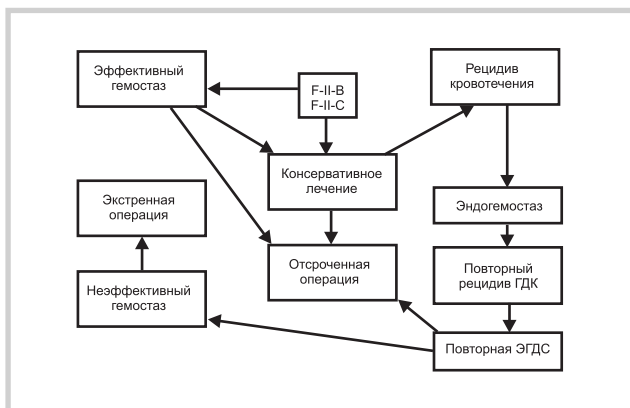 Эффективный
гемостаз
F-II-B
F-II-C
Рецидив
кровотечения
Консервативное
лечение
Экстренная
операция
Эндогемостаз
Отсроченная
операция
Повторный
рецидив ГДК
Неэффективный
гемостаз
Повторная ЭГДС